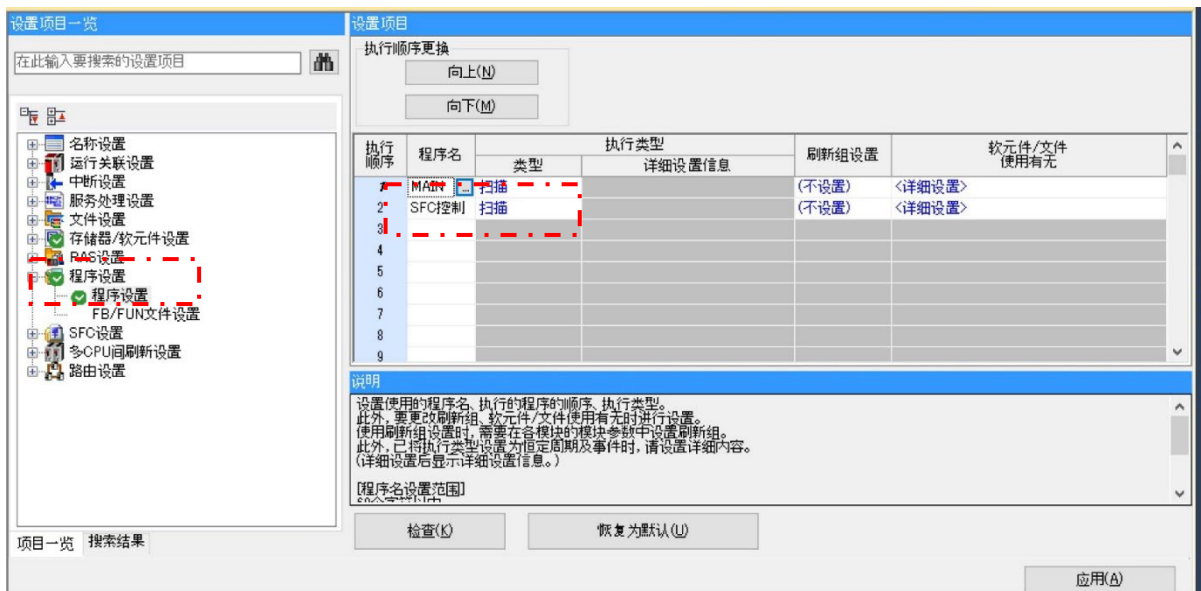 设置项目一览
在此输入要搜索的设置项目
名称设置
运行关联设置
中断设置
服务处理设置
文件设置
存储器/软元件设置
RAS设置
程序设置
程序设置
FB/FUN文件设置
SFC设置
多CPU间刷新设置
路由设置
项目一览 搜索结果
设置项目
执行顺序更换
向上(N)
向下(M)
执行顺序 程序名 执行类型 刷新组设置 软元件/文件使用有无
类型 详细设置信息
1 MAIN ... 扫描 (不设置) <详细设置>
2 SFC控制 扫描 (不设置) <详细设置>
3
4
5
6
7
8
9
说明
设置使用的程序名、执行的程序的顺序、执行类型。
此外,要更改刷新组、软元件/文件使用有无时进行设置。
使用刷新组设置时,需要在各模块的模块参数中设置刷新组。
此外,已将执行类型设置为恒定周期及事件时,请设置详细内容。
(详细设置后显示详细设置信息。)
[程序名设置范围]
检查(K) 恢复为默认(U)
应用(A)